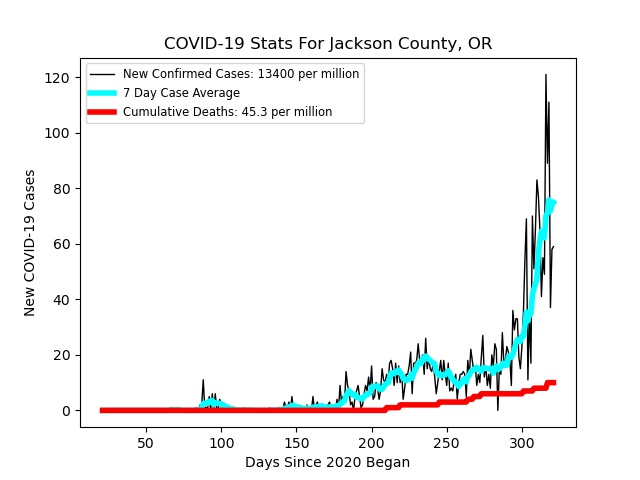 COVID-19 Stats For Jackson County, OR
New Confirmed Cases: 13400 per million
7 Day Case Average
Cumulative Deaths: 45.3 per million
New COVID-19 Cases
120
100
80
60
40
20
0
50 100 150 200 250 300
Days Since 2020 Began